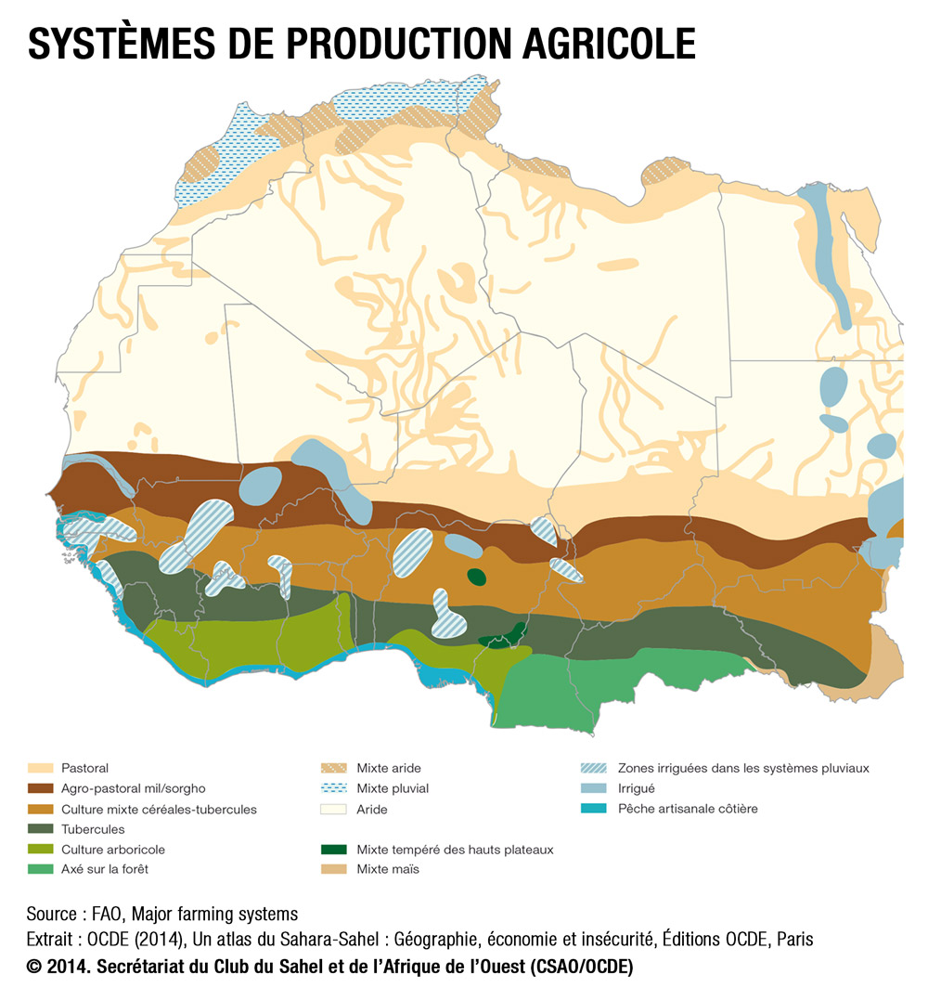 SYSTÈMES DE PRODUCTION AGRICOLE
Pastoral
Agro-pastoral mil/sorgho
Culture mixte céréales-tubercules
Tubercules
Culture arboricole
Axé sur la forêt
Mixte aride
Mixte pluvial
Aride
Mixte tempéré des hauts plateaux
Mixte maïs
Zones irriguées dans les systèmes pluviaux
Irrigué
Pêche artisanale côtière
Source : FAO, Major farming systems
Extrait : OCDE (2014), Un atlas du Sahara-Sahel : Géographie, économie et insécurité, Éditions OCDE, Paris
© 2014. Secrétariat du Club du Sahel et de l’Afrique de l’Ouest (CSAO/OCDE)